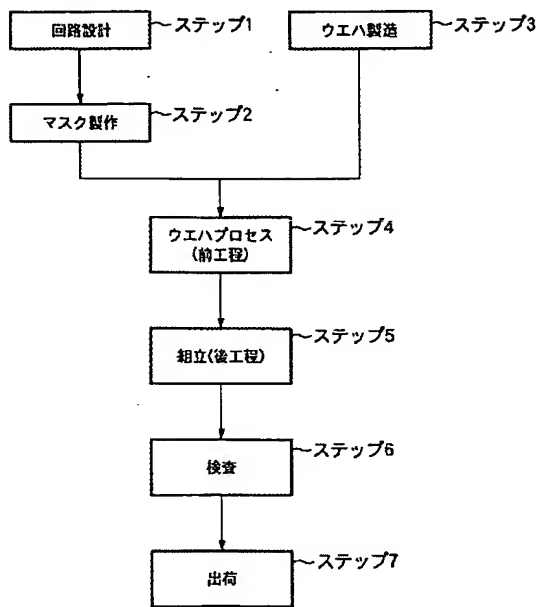 回路設計
ステップ1
ウエハ製造
ステップ3
マスク製作
ステップ2
ウエハプロセス
(前工程)
ステップ4
組立(後工程)
ステップ5
検査
ステップ6
出荷
ステップ7